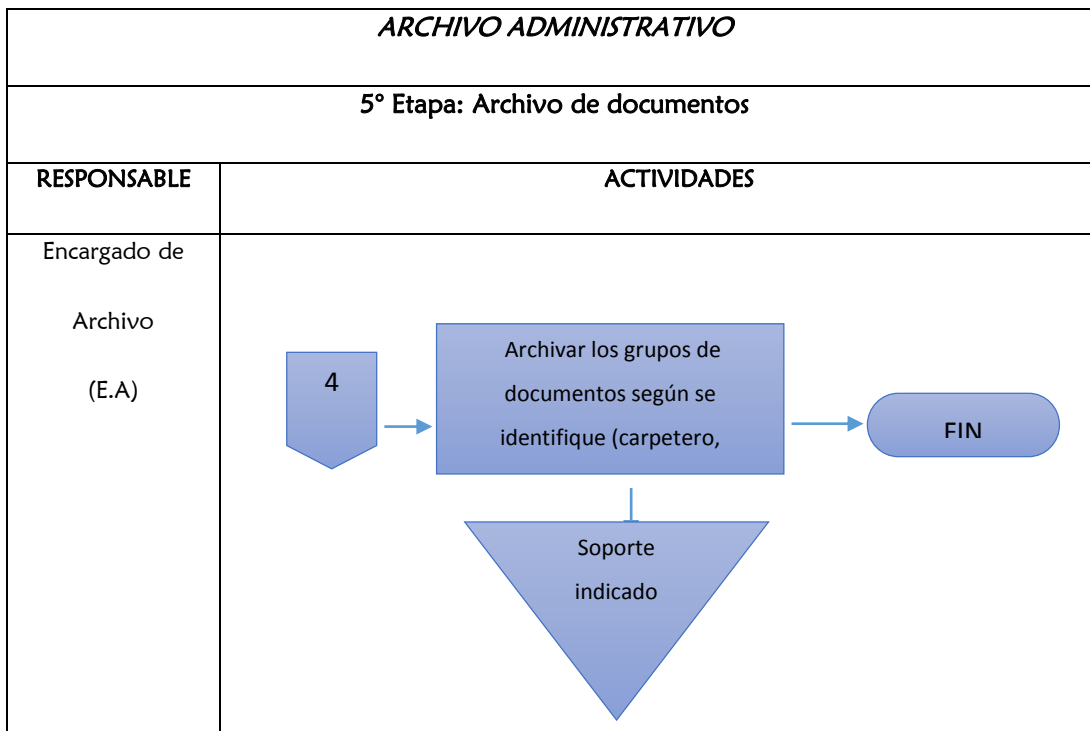 ARCHIVO ADMINISTRATIVO
5° Etapa: Archivo de documentos
RESPONSABLE
ACTIVIDADES
Encargado de
Archivo
(E.A)
4
Archivar los grupos de
documentos según se
identifique (carpetero,
FIN
Soporte
indicado